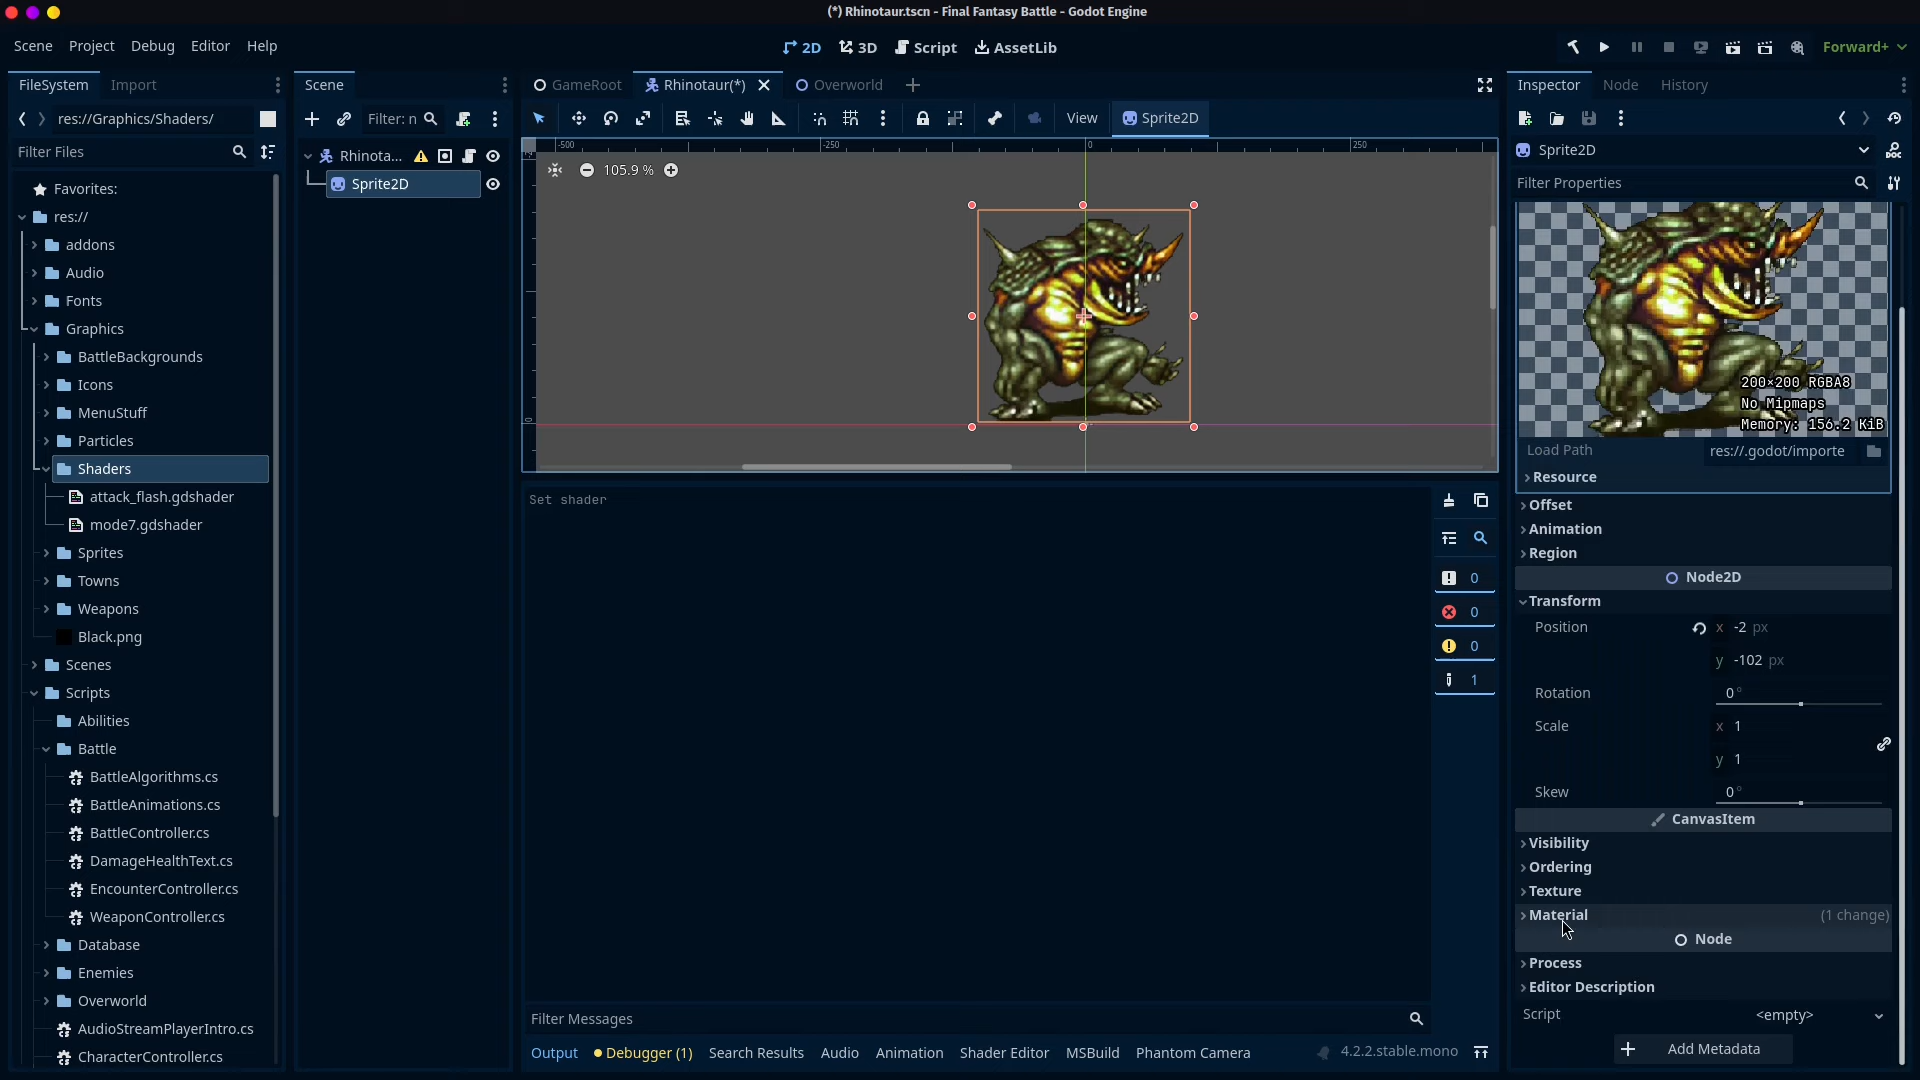 (*) Rhinotaur.tscn - Final Fantasy Battle - Godot Engine
Scene Project Debug Editor Help
2D 3D Script AssetLib
Forward+
FileSystem Import
res://Graphics/Shaders/
Filter Files
Favorites:
res://
addons
Audio
Fonts
Graphics
BattleBackgrounds
Icons
MenuStuff
Particles
Shaders
attack_flash.gdshader
mode7.gdshader
Sprites
Towns
Weapons
Black.png
Scenes
Scripts
Abilities
Battle
BattleAlgorithms.cs
BattleAnimations.cs
BattleController.cs
DamageHealthText.cs
EncounterController.cs
WeaponController.cs
Database
Enemies
Overworld
AudioStreamPlayerIntro.cs
CharacterController.cs
Scene
Filter: n
Rhinota...
Sprite2D
GameRoot Rhinotaur(*) Overworld
View Sprite2D
-500 -250 0 250
105.9 %
0
Set shader
0
0
0
1
Filter Messages
Output Debugger (1) Search Results Audio Animation Shader Editor MSBuild Phantom Camera 4.2.2.stable.mono
Inspector Node History
Sprite2D
Filter Properties
200×200 RGBA8
No Mipmaps
Memory: 156.2 KiB
Load Path res://.godot/importe
Resource
Offset
Animation
Region
Node2D
Transform
Position x -2 px
y -102 px
Rotation 0 °
Scale x 1
y 1
Skew 0 °
CanvasItem
Visibility
Ordering
Texture
Material (1 change)
Node
Process
Editor Description
Script <empty>
Add Metadata